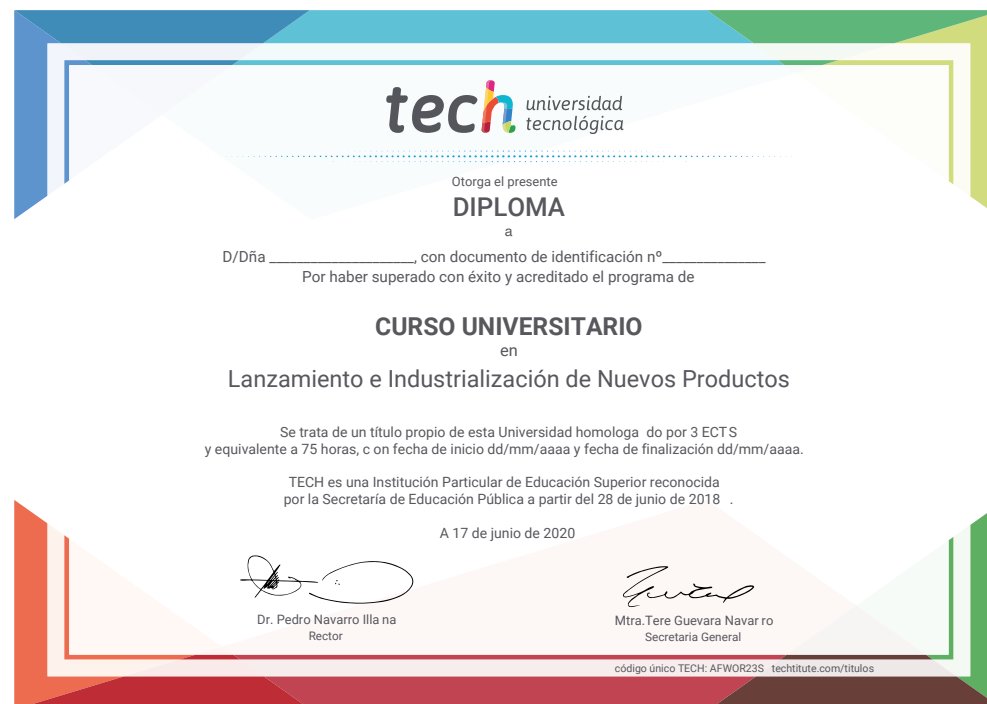 tech universidad
tecnológica
Otorga el presente
DIPLOMA
a
D/Dña ______________________, con documento de identificación nº________________
Por haber superado con éxito y acreditado el programa de
CURSO UNIVERSITARIO
en
Lanzamiento e Industrialización de Nuevos Productos
Se trata de un título propio de esta Universidad homologa do por 3 ECTS
y equivalente a 75 horas, c on fecha de inicio dd/mm/aaaa y fecha de finalización dd/mm/aaaa.
TECH es una Institución Particular de Educación Superior reconocida
por la Secretaría de Educación Pública a partir del 28 de junio de 2018 .
A 17 de junio de 2020
Dr. Pedro Navarro Illa na
Rector
Mtra.Tere Guevara Navar ro
Secretaria General
código único TECH: AFWOR23S techtitute.com/titulos